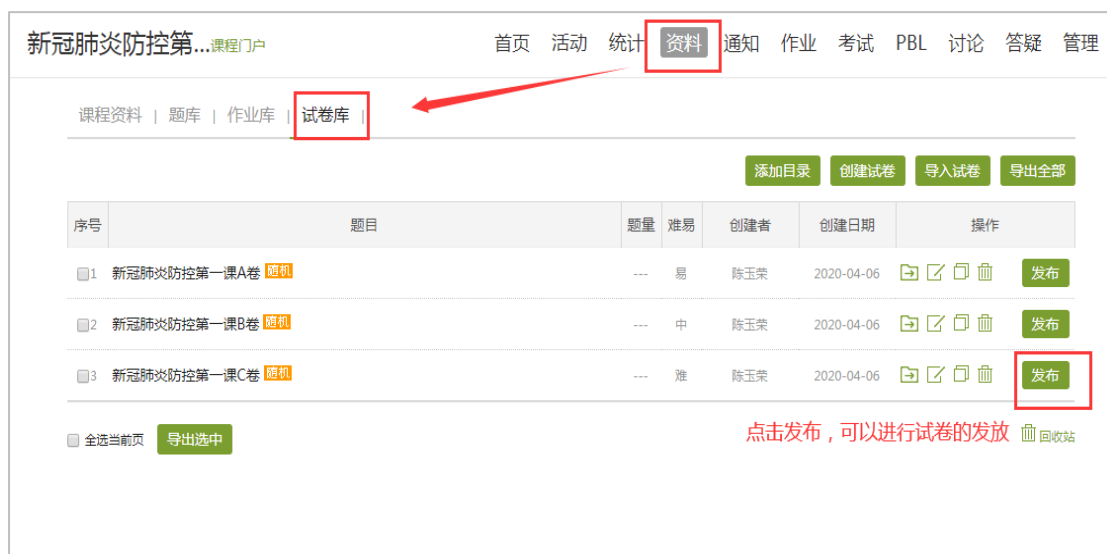 新冠肺炎防控第...课程门户 首页 活动 统计 资料 通知 作业 考试 PBL 讨论 答疑 管理
课程资料 | 题库 | 作业库 | 试卷库 |
添加目录 创建试卷 导入试卷 导出全部
序号 题目 题量 难易 创建者 创建日期 操作
1 新冠肺炎防控第一课A卷 随机 --- 易 陈玉荣 2020-04-06 发布
2 新冠肺炎防控第一课B卷 随机 --- 中 陈玉荣 2020-04-06 发布
3 新冠肺炎防控第一课C卷 随机 --- 难 陈玉荣 2020-04-06 发布
全选当前页 导出选中 点击发布，可以进行试卷的发放 回收站